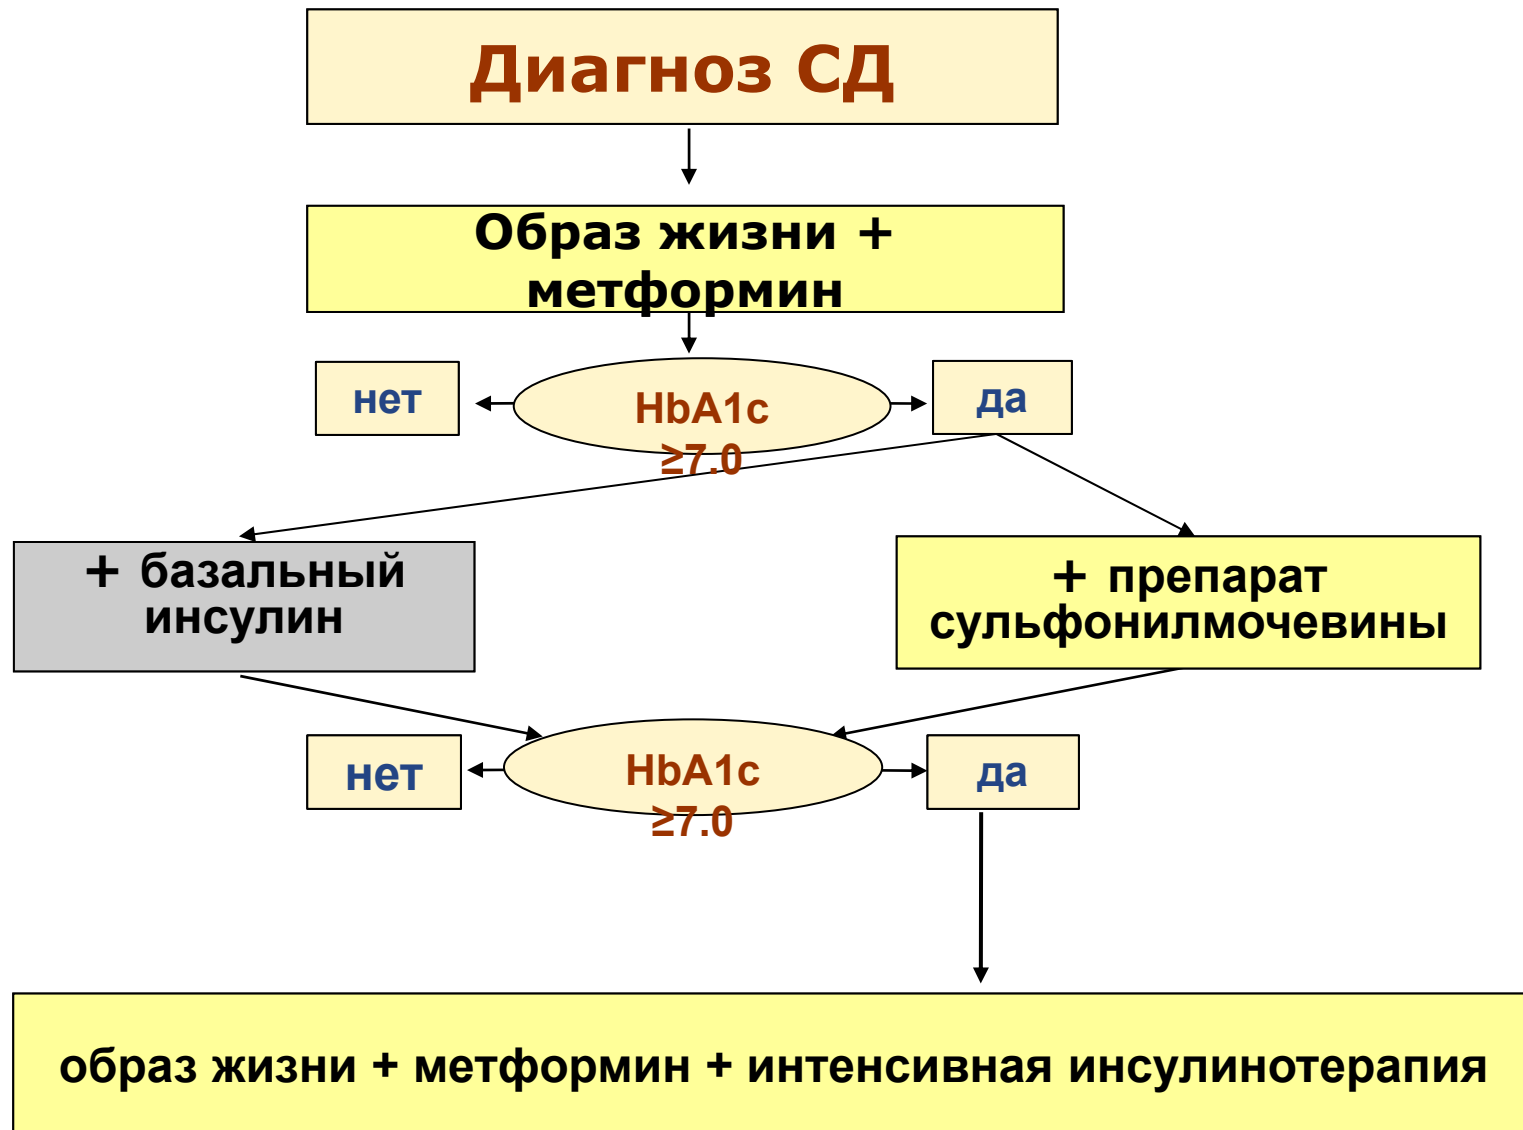 Диагноз СД
Образ жизни +
метформин
нет
HbA1c
≥7.0
да
+ базальный
инсулин
+ препарат
сульфонилмочевины
нет
HbA1c
≥7.0
да
образ жизни + метформин + интенсивная инсулинотерапия